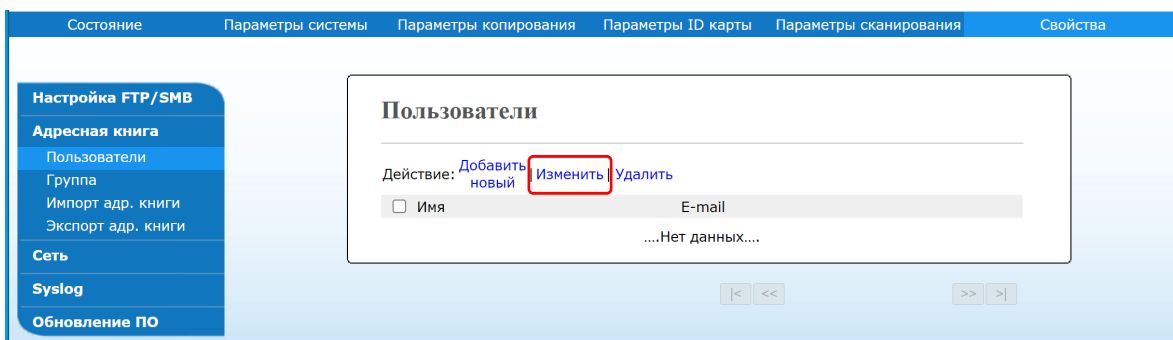 Состояние Параметры системы Параметры копирования Параметры ID карты Параметры сканирования Свойства
Настройка FTP/SMB
Адресная книга
Пользователи
Группа
Импорт адр. книги
Экспорт адр. книги
Сеть
Syslog
Обновление ПО
Пользователи
Действие: Добавить новый | Изменить | Удалить
Имя E-mail
....Нет данных....
|< << >> >|